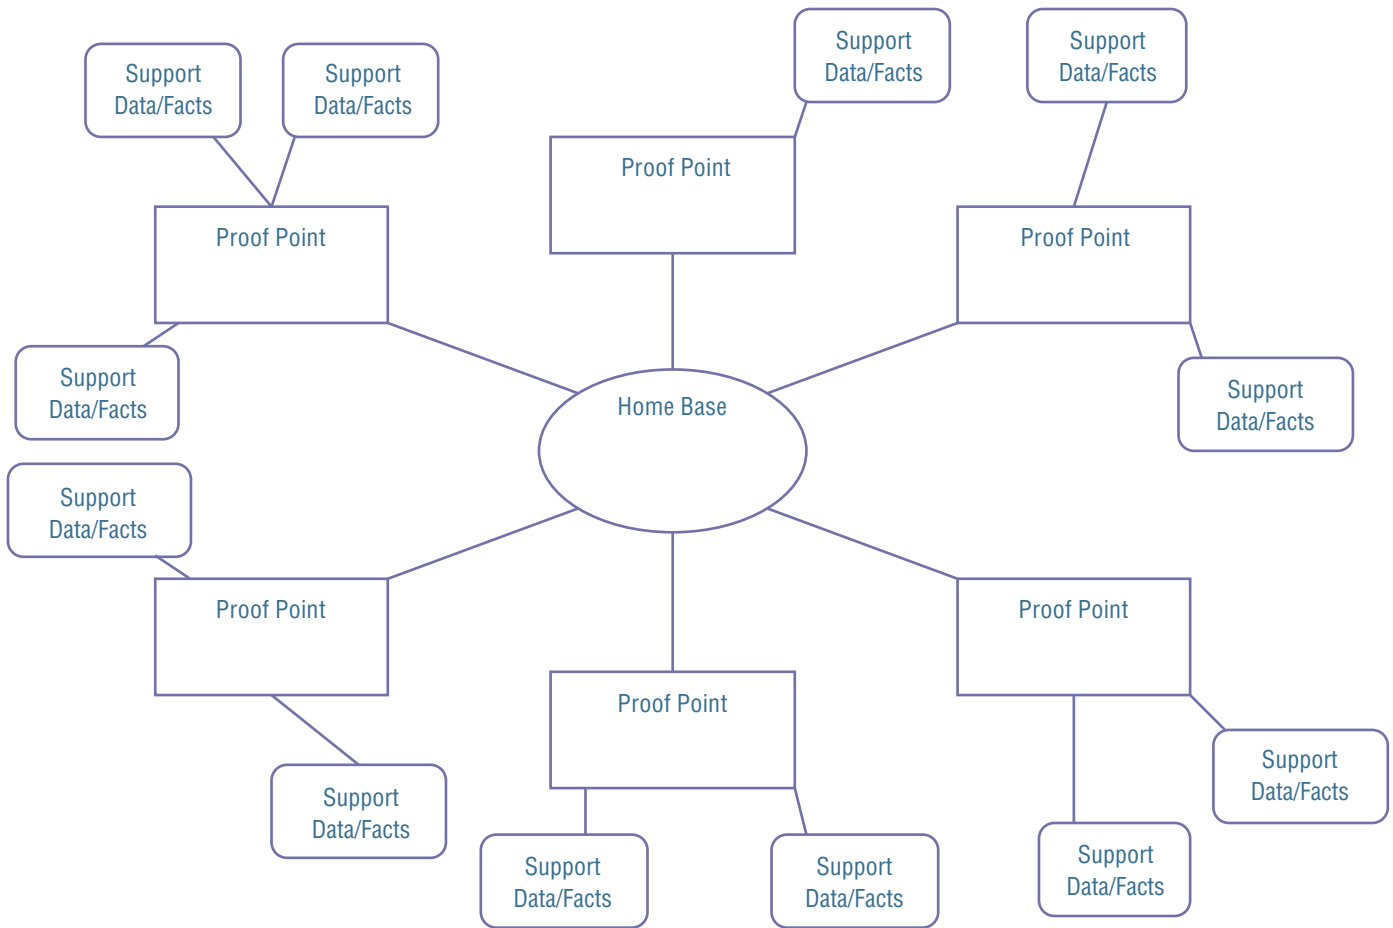 Support
Data/Facts
Support
Data/Facts
Support
Data/Facts
Support
Data/Facts
Proof Point
Proof Point
Proof Point
Support
Data/Facts
Home Base
Support
Data/Facts
Support
Data/Facts
Proof Point
Proof Point
Proof Point
Support
Data/Facts
Support
Data/Facts
Support
Data/Facts
Support
Data/Facts
Support
Data/Facts